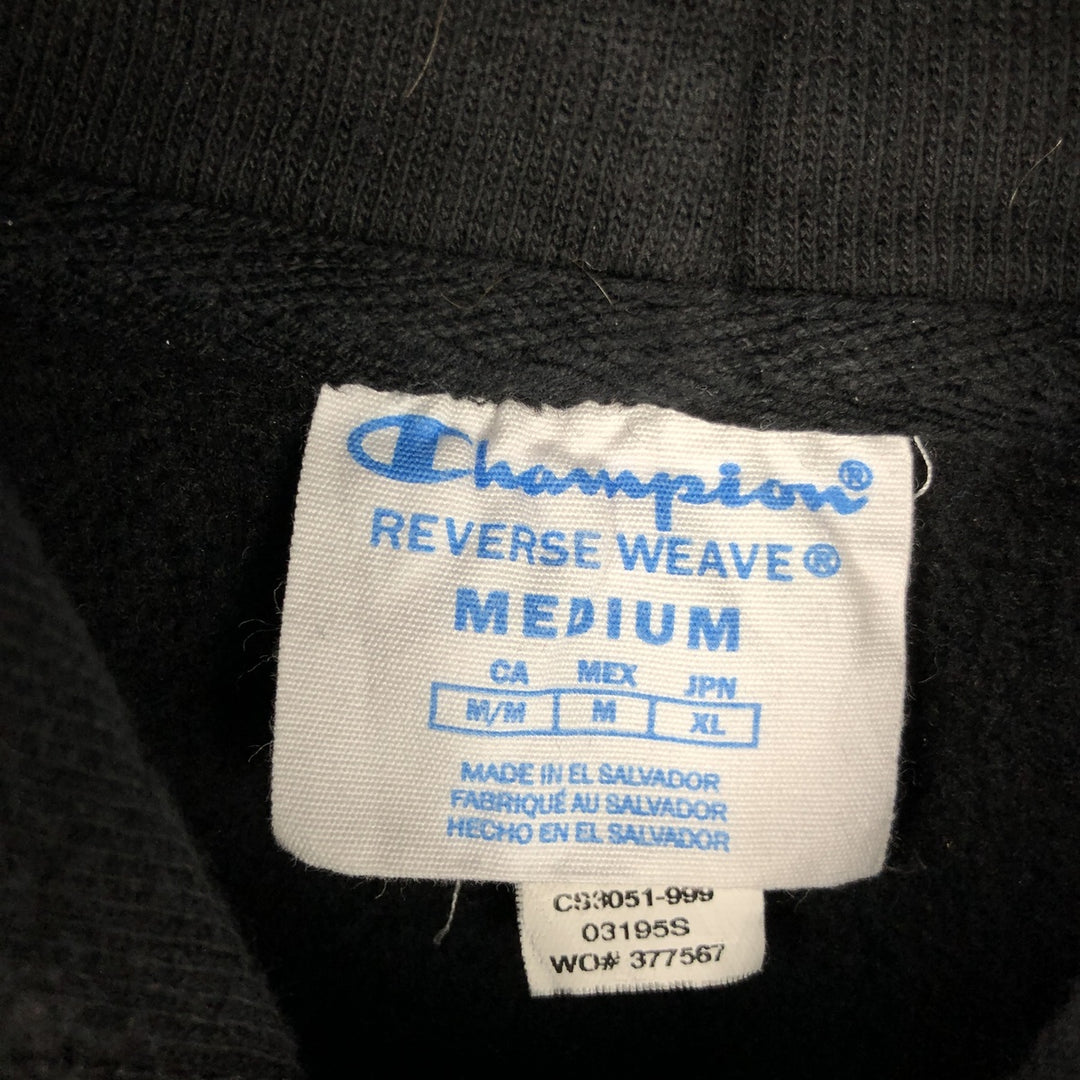 Champion®
REVERSE WEAVE®
MEDIUM
CA MEX JPN
M/M M XL
MADE IN EL SALVADOR
FABRIQUÉ AU SALVADOR
HECHO EN EL SALVADOR
CS3051-999
03195S
WO# 377567